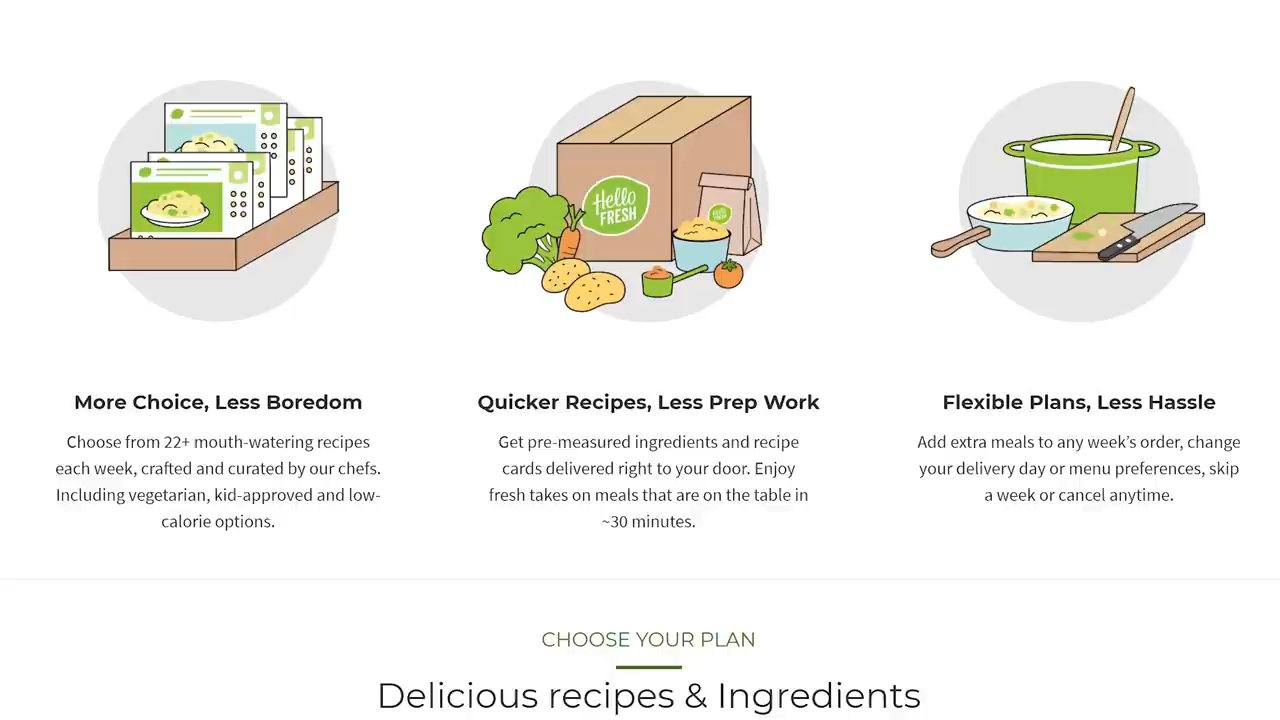 Hello
FRESH
HELLO
FRESH
More Choice, Less Boredom
Choose from 22+ mouth-watering recipes
each week, crafted and curated by our chefs.
Including vegetarian, kid-approved and low-
calorie options.
Quicker Recipes, Less Prep Work
Get pre-measured ingredients and recipe
cards delivered right to your door. Enjoy
fresh takes on meals that are on the table in
~30 minutes.
Flexible Plans, Less Hassle
Add extra meals to any week’s order, change
your delivery day or menu preferences, skip
a week or cancel anytime.
CHOOSE YOUR PLAN
Delicious recipes & Ingredients